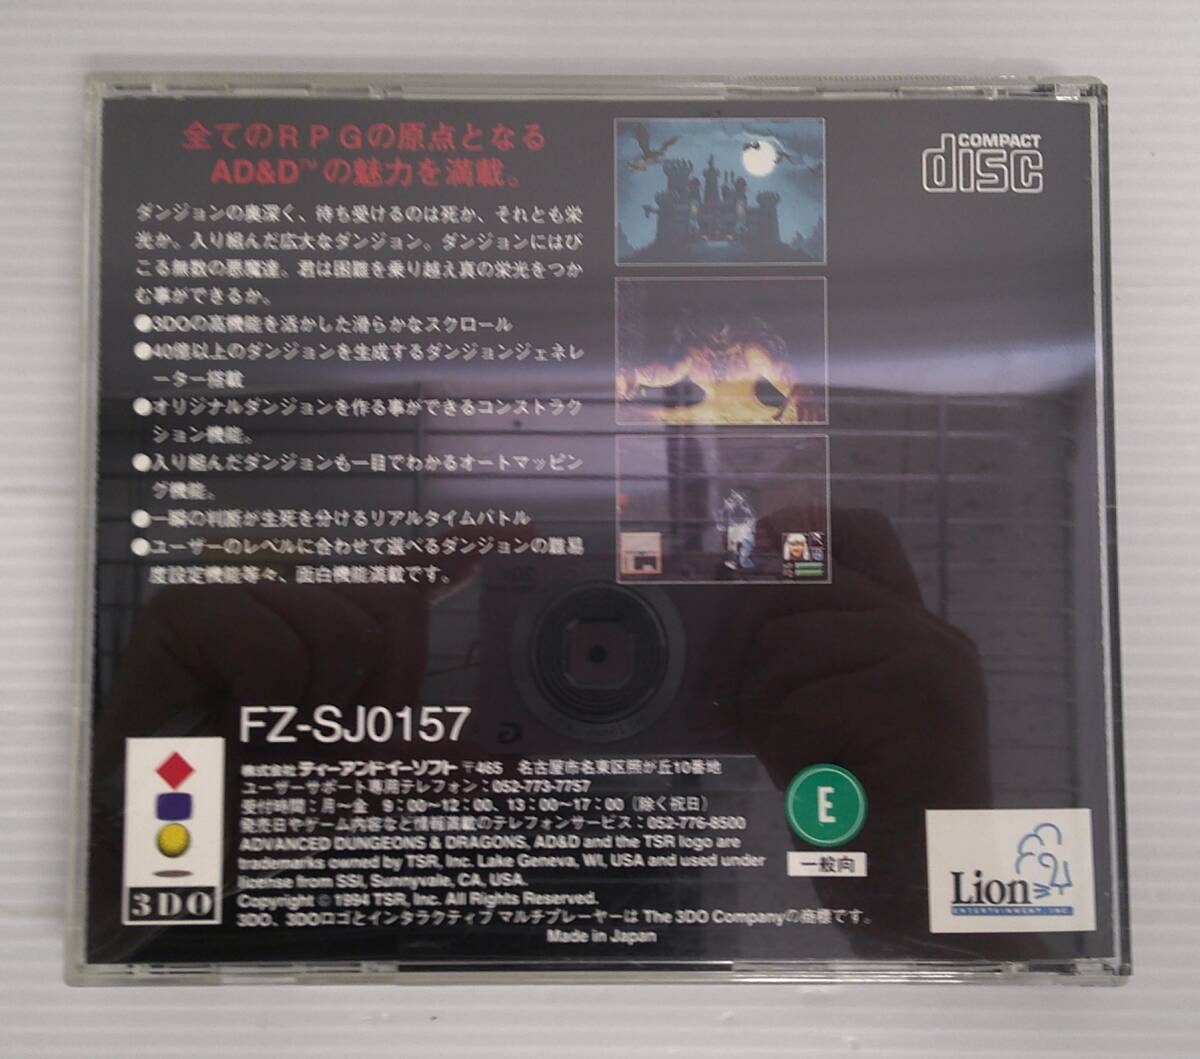 全てのＲＰＧの原点となる
AD&D™の魅力を満載。
ダンジョンの奥深く、待ち受けるのは死か、それとも栄
光か。入り組んだ広大なダンジョン。ダンジョンにはび
こる無数の悪魔達。君は困難を乗り越え真の栄光をつか
む事ができるか。
●3DOの高機能を活かした滑らかなスクロール
●40億以上のダンジョンを生成するダンジョンジェネレ
ーター搭載
●オリジナルダンジョンを作る事ができるコンストラク
ション機能。
●入り組んだダンジョンも一目でわかるオートマッピン
グ機能。
●一瞬の判断が生死を分けるリアルタイムバトル
●ユーザーのレベルに合わせて選べるダンジョンの難易
度設定機能等々、面白機能満載です。
COMPACT
disc
FZ-SJ0157
株式会社ティーアンドイーソフト 〒465 名古屋市名東区照が丘10番地
ユーザーサポート専用テレフォン：052-773-7757
受付時間：月〜金 9：00〜12：00、13：00〜17：00（除く祝日）
発売日やゲーム内容など情報満載のテレフォンサービス：052-776-8500
ADVANCED DUNGEONS & DRAGONS, AD&D and the TSR logo are
trademarks owned by TSR, Inc. Lake Geneva, WI, USA and used under
license from SSI, Sunnyvale, CA, USA.
Copyright © 1994 TSR, Inc. All Rights Reserved.
3DO、3DOロゴとインタラクティブ マルチプレーヤーは The 3DO Companyの商標です。
Made in Japan
3DO
E
一般向
Lion
ENTERTAINMENT, INC.